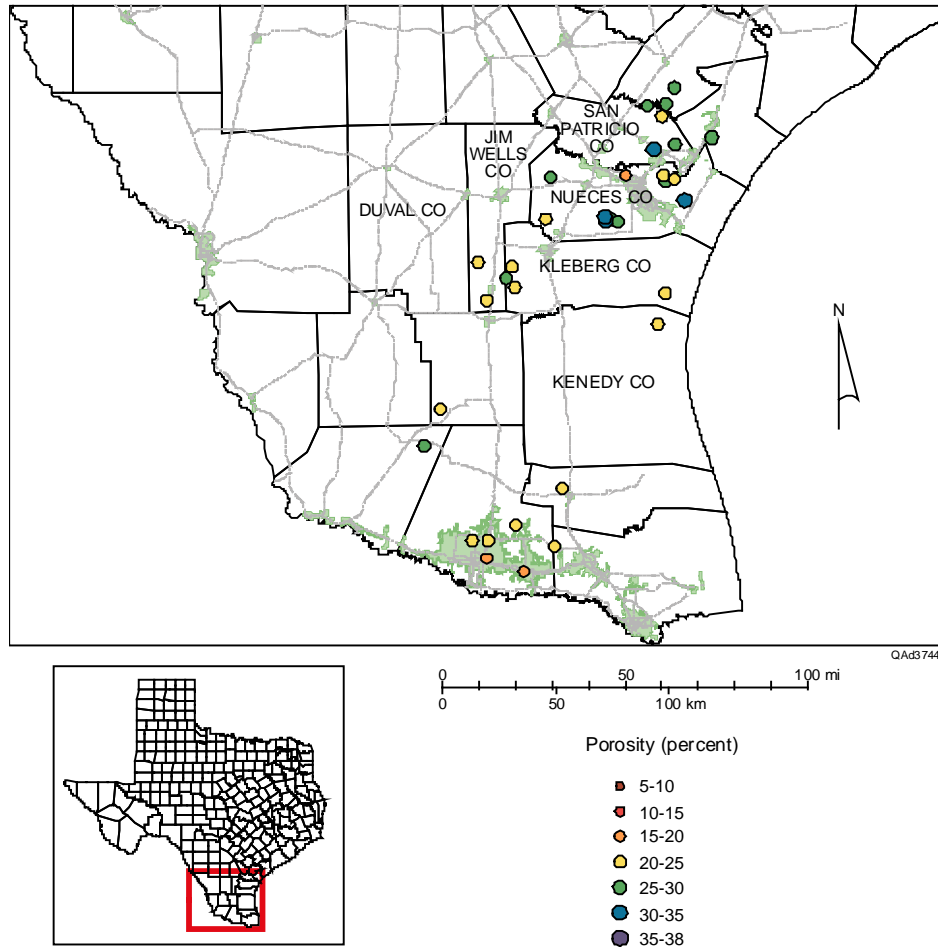 SAN
PATRICIO
CO
JIM
WELLS
CO
DUVAL CO
NUECES CO
KLEBERG CO
N
KENEDY CO
QAd3744
0 50 100 mi
0 50 100 km
Porosity (percent)
5-10
10-15
15-20
20-25
25-30
30-35
35-38